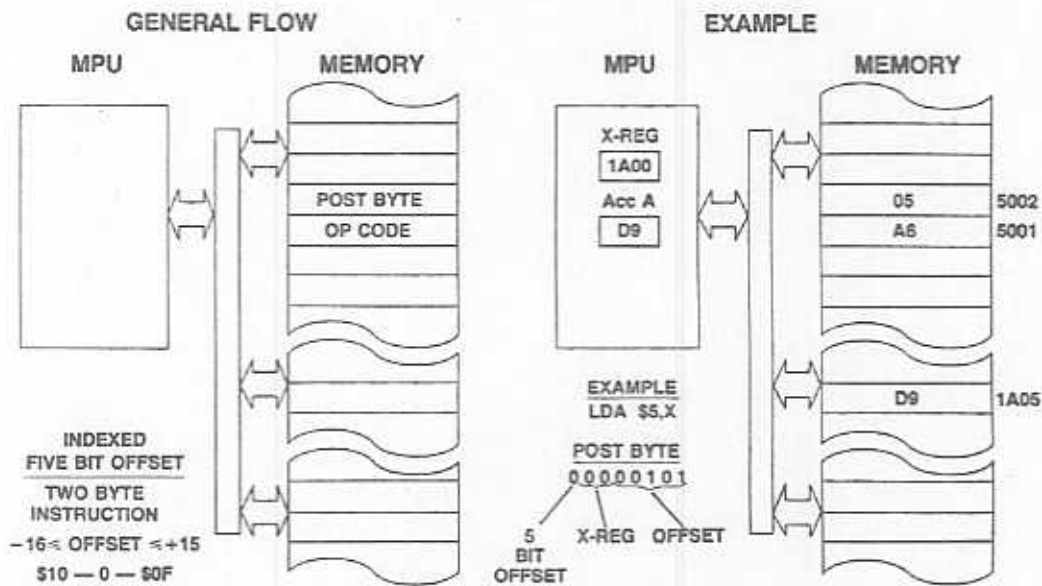 GENERAL FLOW
MPU
MEMORY
POST BYTE
OP CODE
INDEXED
FIVE BIT OFFSET
TWO BYTE
INSTRUCTION
−16≤ OFFSET ≤+15
$10 — 0 — $0F
EXAMPLE
MPU
MEMORY
X-REG
1A00
Acc A
D9
05 5002
A6 5001
D9 1A05
EXAMPLE
LDA $5,X
POST BYTE
00000101
5
BIT
OFFSET
X-REG
OFFSET